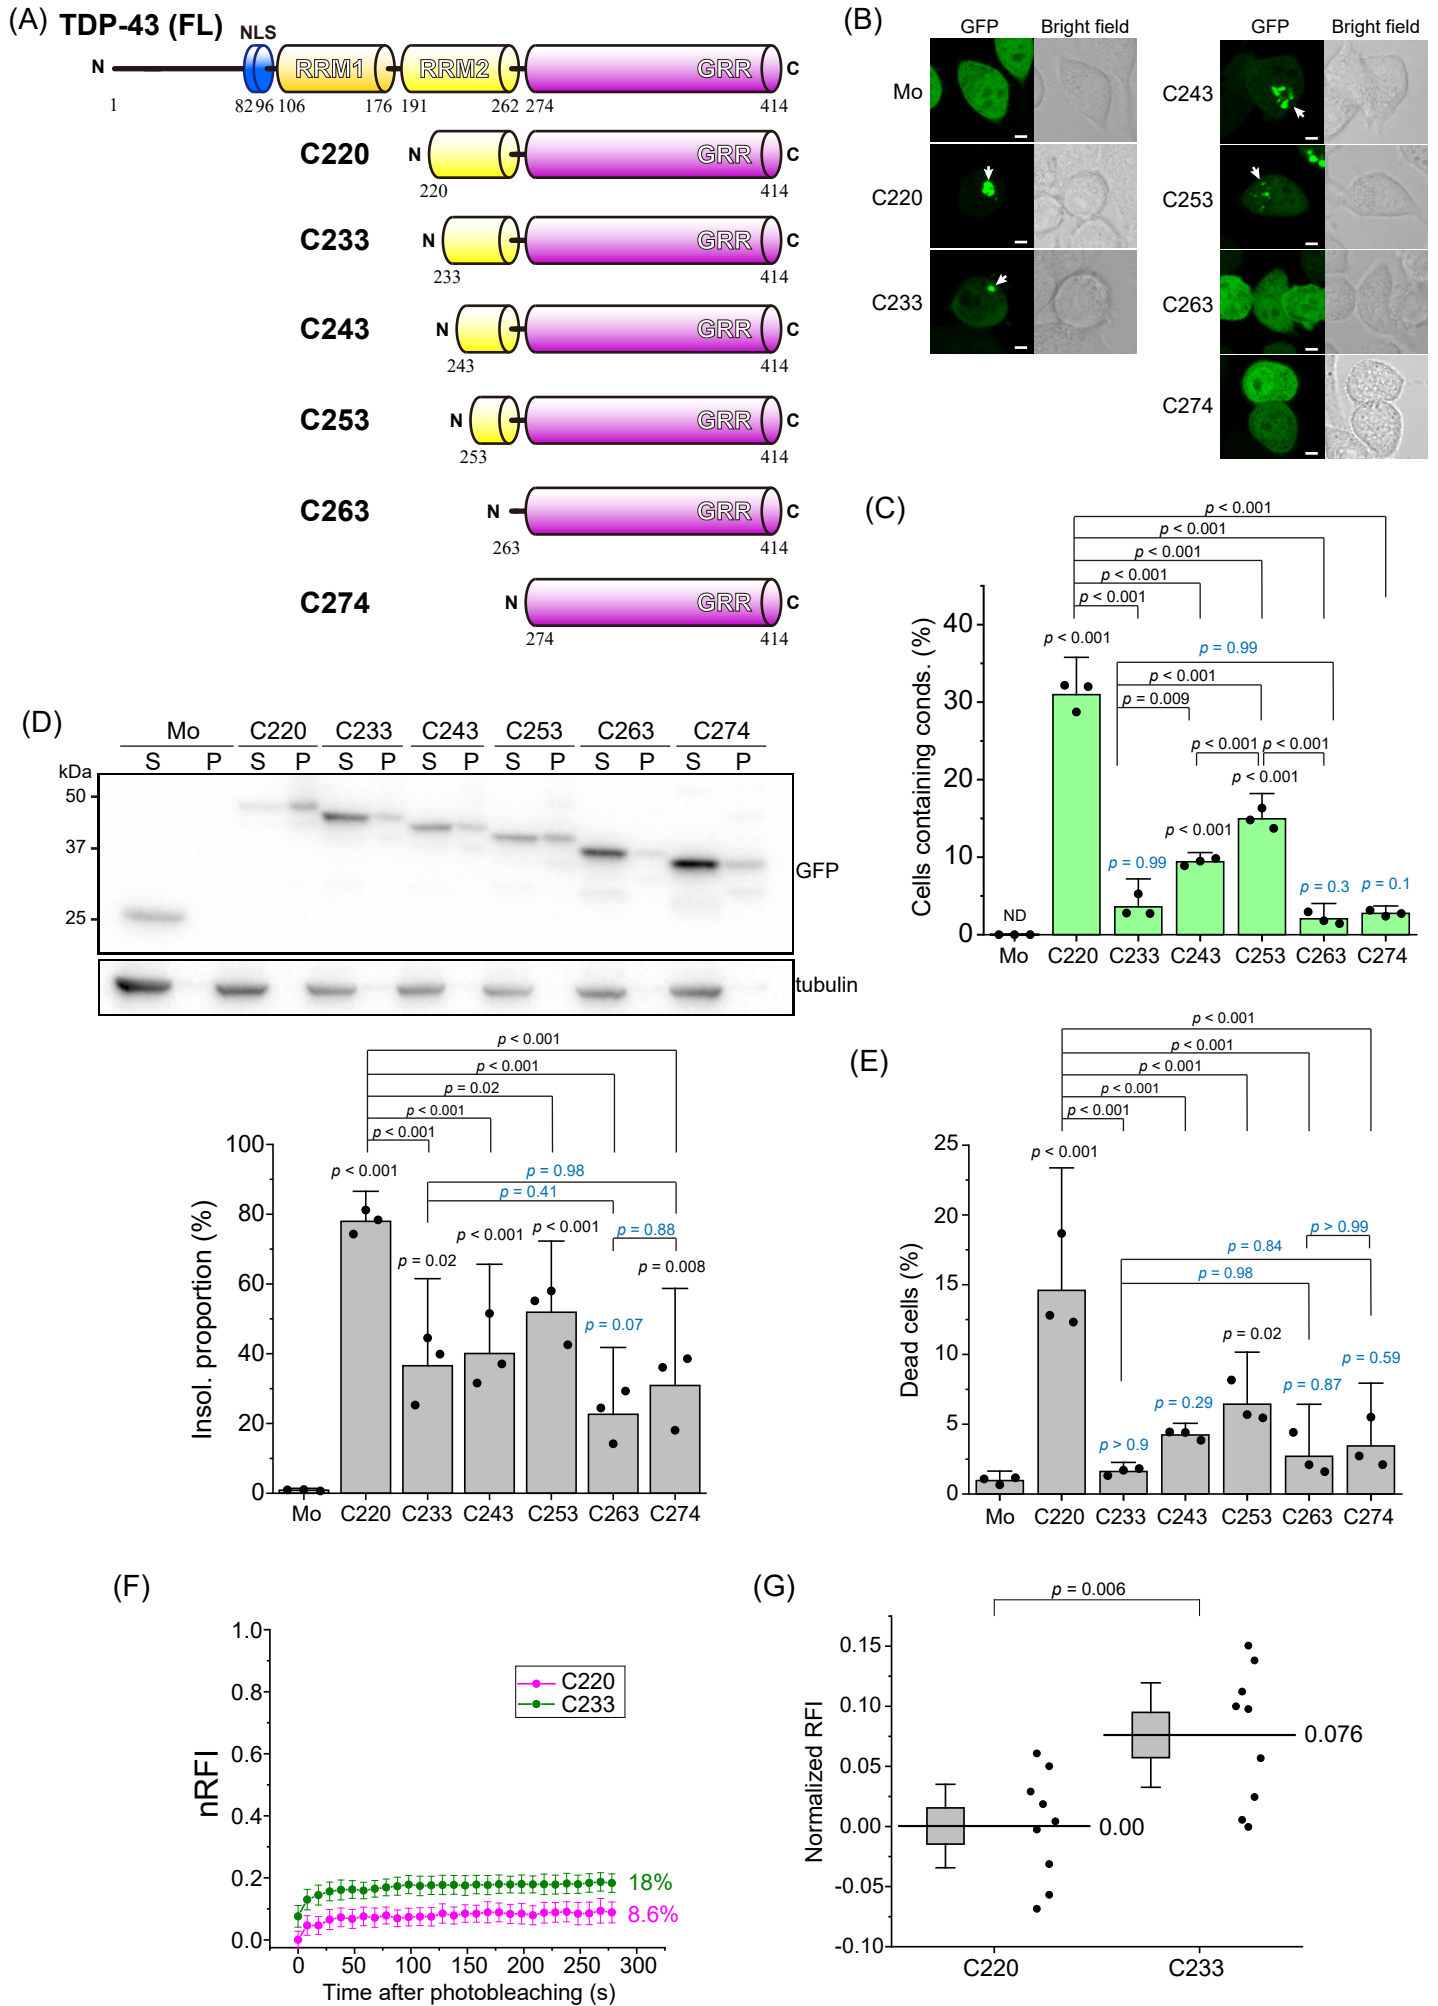 (A) TDP-43 (FL)
NLS
N RRM1 RRM2 GRR C
1 82 96 106 176 191 262 274 414
C220 N GRR C
220 414
C233 N GRR C
233 414
C243 N GRR C
243 414
C253 N GRR C
253 414
C263 N GRR C
263 414
C274 N GRR C
274 414
(B)
GFP Bright field GFP Bright field
Mo
C220
C233
C243
C253
C263
C274
(C)
p < 0.001
p < 0.001
p < 0.001
p < 0.001
p < 0.001
p < 0.001
p = 0.99
p < 0.001
p = 0.009
p < 0.001 p < 0.001
p < 0.001
p < 0.001
p = 0.99
p = 0.3 p = 0.1
ND
Cells containing conds. (%)
40
30
20
10
0
Mo C220 C233 C243 C253 C263 C274
(D)
Mo C220 C233 C243 C253 C263 C274
S P S P S P S P S P S P S P
kDa
50
37
25
GFP
tubulin
p < 0.001
p < 0.001
p = 0.02
p < 0.001
p < 0.001
p < 0.001
p = 0.98
p = 0.41
p < 0.001 p < 0.001 p = 0.88
p = 0.02 p = 0.008
p = 0.07
Insol. proportion (%)
100
80
60
40
20
0
Mo C220 C233 C243 C253 C263 C274
(E)
p < 0.001
p < 0.001
p < 0.001
p < 0.001
p < 0.001
p < 0.001
p > 0.99
p = 0.84
p = 0.98
p = 0.02
p = 0.59
p = 0.87
p = 0.29
p > 0.9
Dead cells (%)
25
20
15
10
5
0
Mo C220 C233 C243 C253 C263 C274
(F)
nRFI
1.0
0.8
0.6
0.4
0.2
0.0
C220
C233
18%
8.6%
0 50 100 150 200 250 300
Time after photobleaching (s)
(G)
p = 0.006
Normalized RFI
0.15
0.10
0.05
0.00
-0.05
-0.10
0.076
0.00
C220 C233